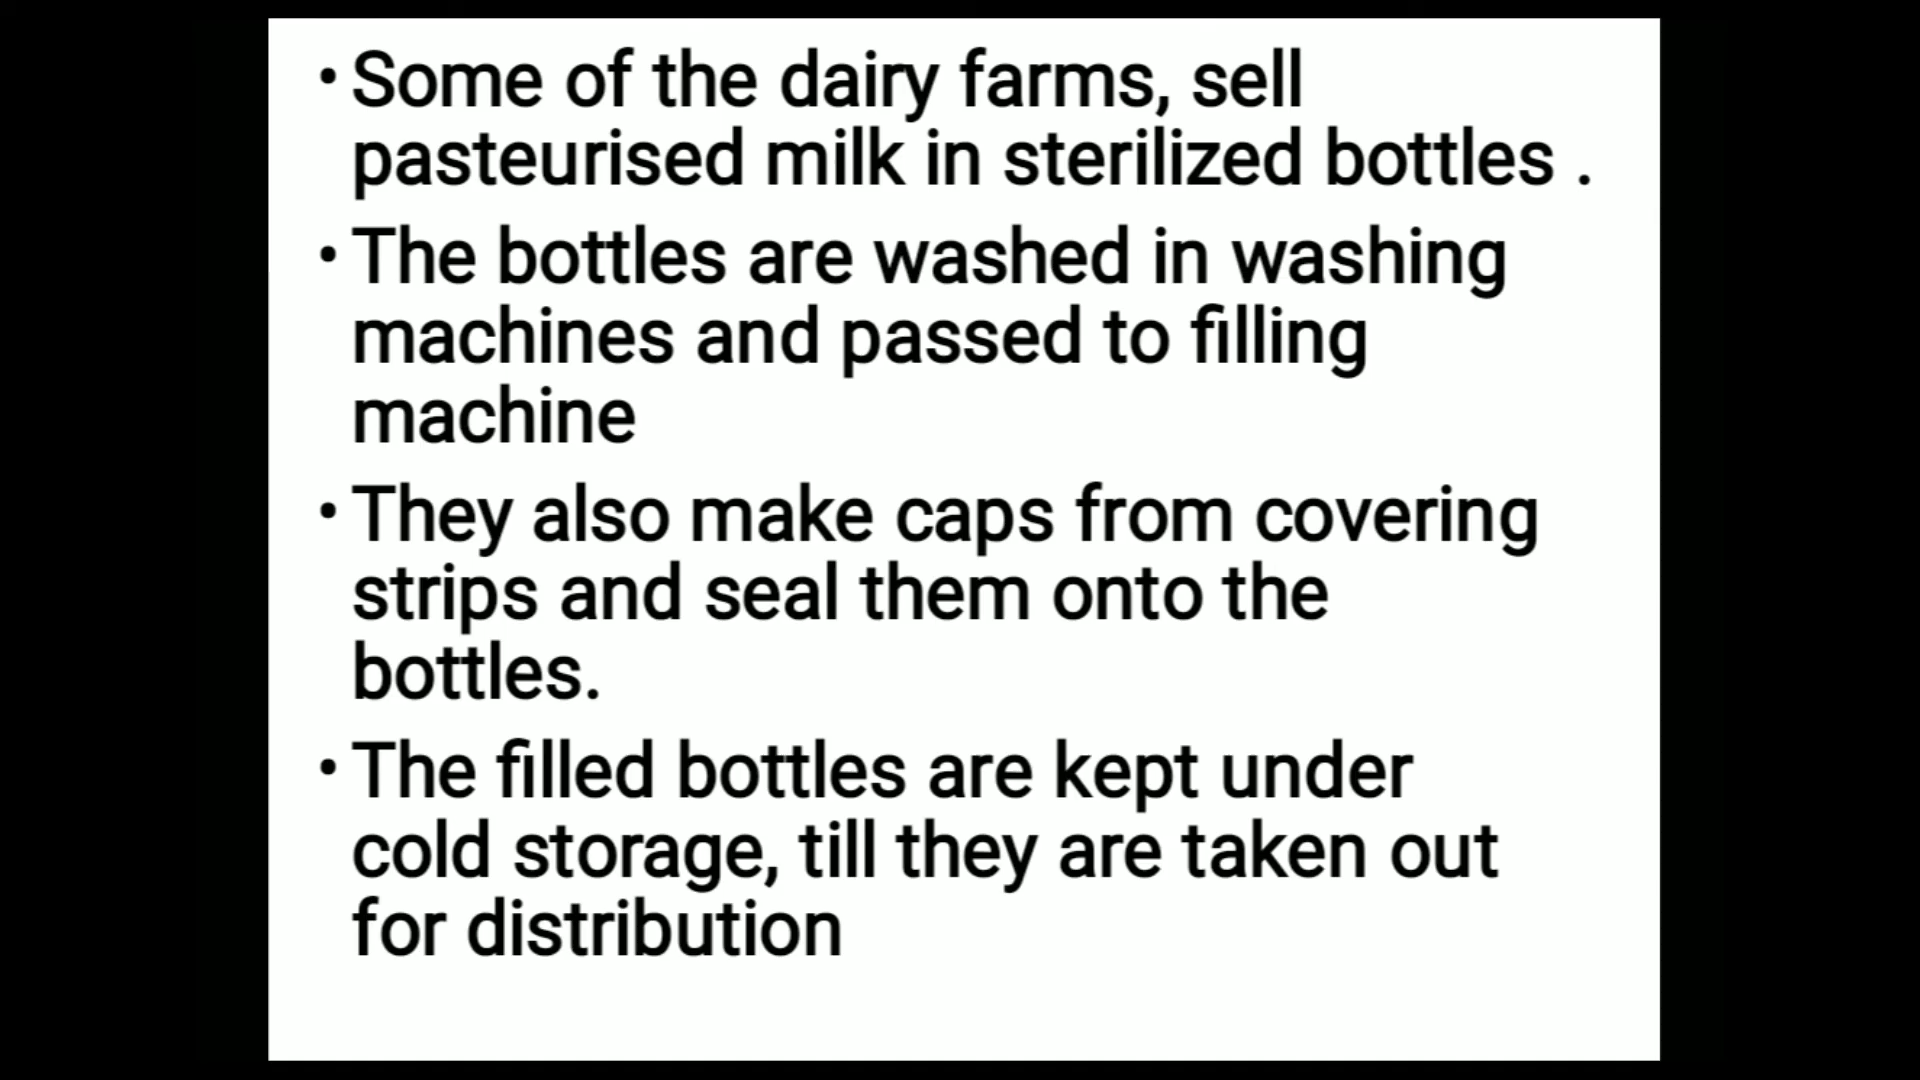 • Some of the dairy farms, sell
pasteurised milk in sterilized bottles .
• The bottles are washed in washing
machines and passed to filling
machine
• They also make caps from covering
strips and seal them onto the
bottles.
• The filled bottles are kept under
cold storage, till they are taken out
for distribution